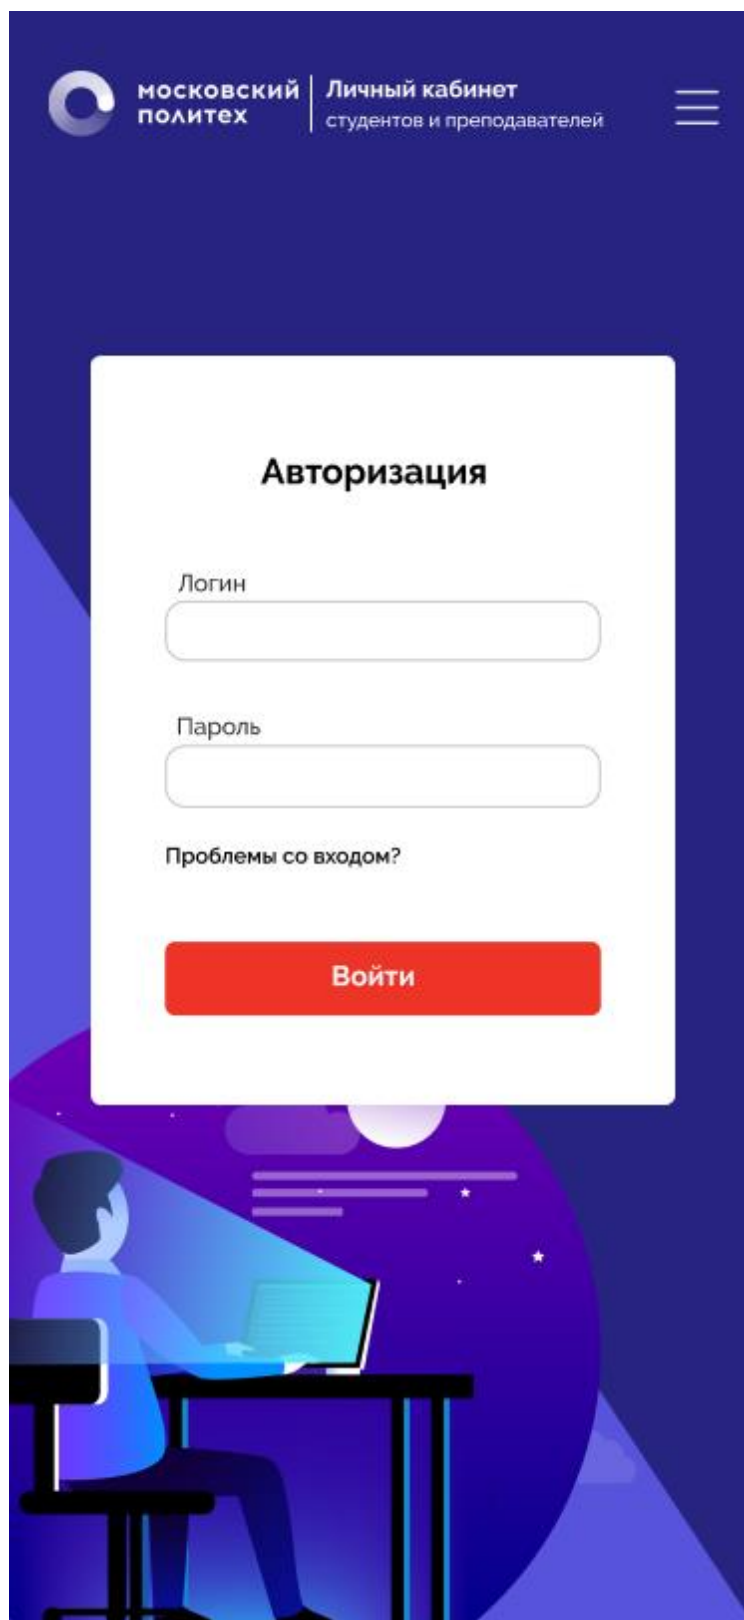 московский
политех
Личный кабинет
студентов и преподавателей
Авторизация
Логин
Пароль
Проблемы со входом?
Войти